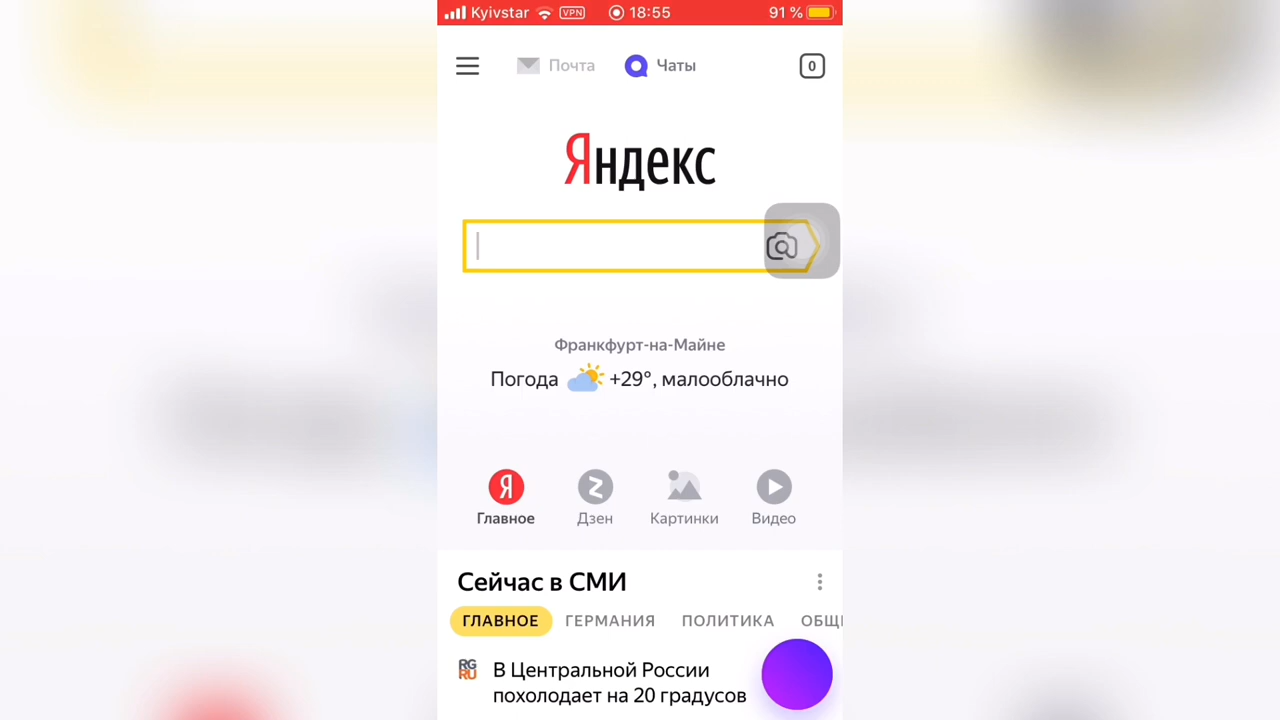 Kyivstar VPN 18:55 91 %
Почта Чаты 0
Яндекс
Франкфурт-на-Майне
Погода +29°, малооблачно
Я
Главное Дзен Картинки Видео
Сейчас в СМИ
ГЛАВНОЕ ГЕРМАНИЯ ПОЛИТИКА ОБЩ
RG
RU
В Центральной России
похолодает на 20 градусов